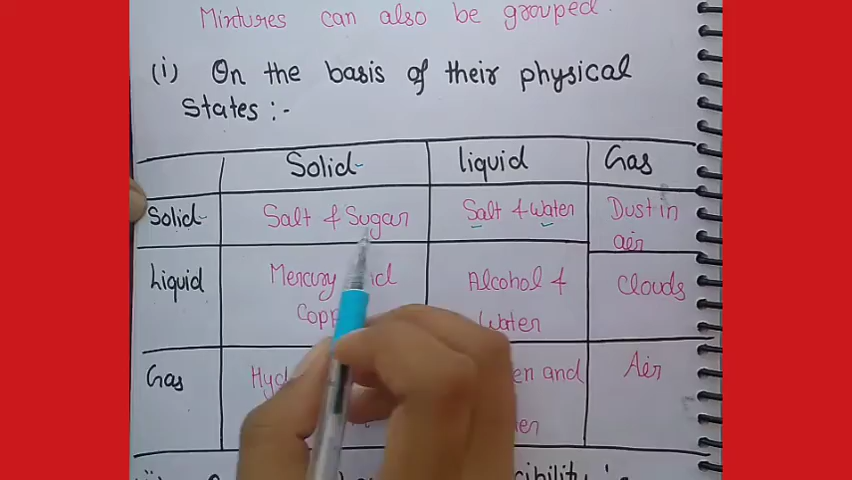 Mixtures can also be grouped.
(i) On the basis of their physical
States :-
Solid liquid Gas
Solid Salt & Sugar Salt & Water Dust in air
Liquid Mercury Alcohol & Water Clouds
Gas and Air